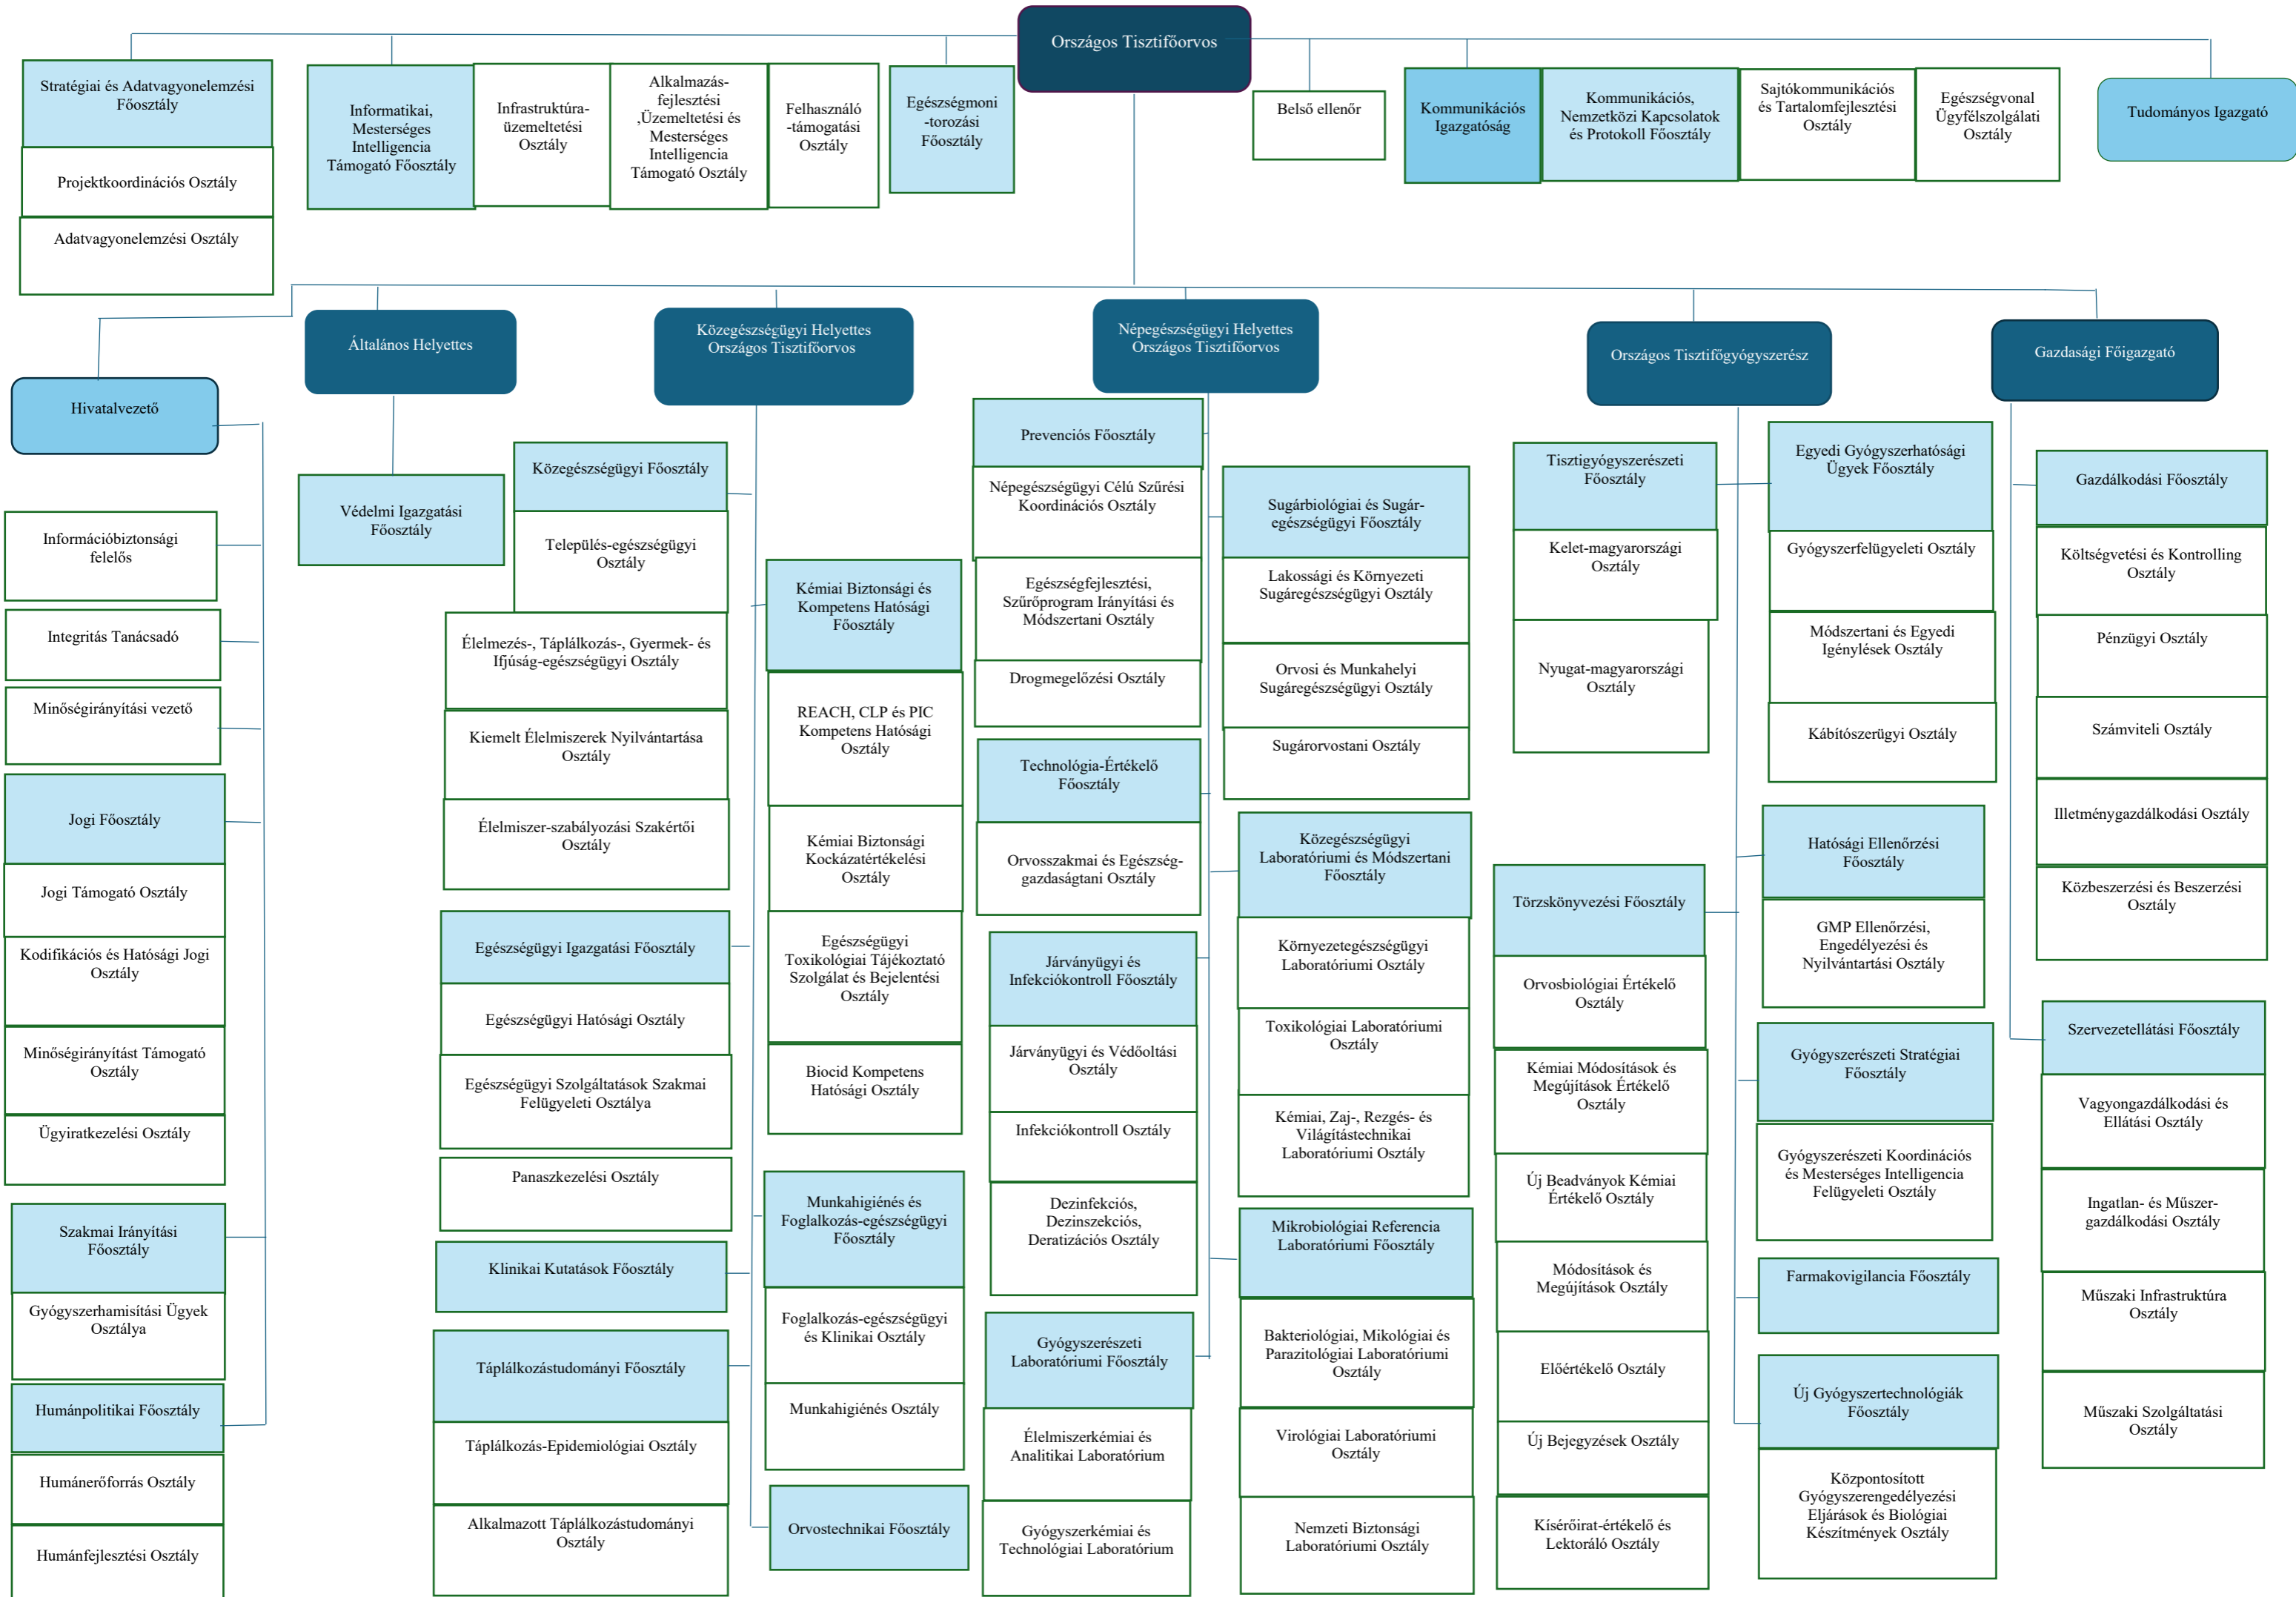 Országos Tisztifőorvos
Stratégiai és Adatvagyonelemzési
Főosztály
Projektkoordinációs Osztály
Adatvagyonelemzési Osztály
Informatikai,
Mesterséges
Intelligencia
Támogató Főosztály
Infrastruktúra-
üzemeltetési
Osztály
Alkalmazás-
fejlesztési
,Üzemeltetési és
Mesterséges
Intelligencia
Támogató Osztály
Felhasználó
-támogatási
Osztály
Egészségmoni
-torozási
Főosztály
Belső ellenőr
Kommunikációs
Igazgatóság
Kommunikációs,
Nemzetközi Kapcsolatok
és Protokoll Főosztály
Sajtókommunikációs
és Tartalomfejlesztési
Osztály
Egészségvonal
Ügyfélszolgálati
Osztály
Tudományos Igazgató
Hivatalvezető
Információbiztonsági
felelős
Integritás Tanácsadó
Minőségirányítási vezető
Jogi Főosztály
Jogi Támogató Osztály
Kodifikációs és Hatósági Jogi
Osztály
Minőségirányítást Támogató
Osztály
Ügyiratkezelési Osztály
Szakmai Irányítási
Főosztály
Gyógyszerhamisítási Ügyek
Osztálya
Humánpolitikai Főosztály
Humánerőforrás Osztály
Humánfejlesztési Osztály
Általános Helyettes
Védelmi Igazgatási
Főosztály
Közegészségügyi Helyettes
Országos Tisztifőorvos
Közegészségügyi Főosztály
Település-egészségügyi
Osztály
Élelmezés-, Táplálkozás-, Gyermek- és
Ifjúság-egészségügyi Osztály
Kiemelt Élelmiszerek Nyilvántartása
Osztály
Élelmiszer-szabályozási Szakértői
Osztály
Egészségügyi Igazgatási Főosztály
Egészségügyi Hatósági Osztály
Egészségügyi Szolgáltatások Szakmai
Felügyeleti Osztálya
Panaszkezelési Osztály
Klinikai Kutatások Főosztály
Táplálkozástudományi Főosztály
Táplálkozás-Epidemiológiai Osztály
Alkalmazott Táplálkozástudományi
Osztály
Kémiai Biztonsági és
Kompetens Hatósági
Főosztály
REACH, CLP és PIC
Kompetens Hatósági
Osztály
Kémiai Biztonsági
Kockázatértékelési
Osztály
Egészségügyi
Toxikológiai Tájékoztató
Szolgálat és Bejelentési
Osztály
Biocid Kompetens
Hatósági Osztály
Munkahigiénés és
Foglalkozás-egészségügyi
Főosztály
Foglalkozás-egészségügyi
és Klinikai Osztály
Munkahigiénés Osztály
Orvostechnikai Főosztály
Népegészségügyi Helyettes
Országos Tisztifőorvos
Prevenciós Főosztály
Népegészségügyi Célú Szűrési
Koordinációs Osztály
Egészségfejlesztési,
Szűrőprogram Irányítási és
Módszertani Osztály
Drogmegelőzési Osztály
Technológia-Értékelő
Főosztály
Orvosszakmai és Egészség-
gazdaságtani Osztály
Járványügyi és
Infekciókontroll Főosztály
Járványügyi és Védőoltási
Osztály
Infekciókontroll Osztály
Dezinfekciós,
Dezinszekciós,
Deratizációs Osztály
Gyógyszerészeti
Laboratóriumi Főosztály
Élelmiszerkémiai és
Analitikai Laboratórium
Gyógyszerkémiai és
Technológiai Laboratórium
Sugárbiológiai és Sugár-
egészségügyi Főosztály
Lakossági és Környezeti
Sugáregészségügyi Osztály
Orvosi és Munkahelyi
Sugáregészségügyi Osztály
Sugárorvostani Osztály
Közegészségügyi
Laboratóriumi és Módszertani
Főosztály
Környezetegészségügyi
Laboratóriumi Osztály
Toxikológiai Laboratóriumi
Osztály
Kémiai, Zaj-, Rezgés- és
Világítástechnikai
Laboratóriumi Osztály
Mikrobiológiai Referencia
Laboratóriumi Főosztály
Bakteriológiai, Mikológiai és
Parazitológiai Laboratóriumi
Osztály
Virológiai Laboratóriumi
Osztály
Nemzeti Biztonsági
Laboratóriumi Osztály
Országos Tisztifőgyógyszerész
Tisztigyógyszerészeti
Főosztály
Kelet-magyarországi
Osztály
Nyugat-magyarországi
Osztály
Törzskönyvezési Főosztály
Orvosbiológiai Értékelő
Osztály
Kémiai Módosítások és
Megújítások Értékelő
Osztály
Új Beadványok Kémiai
Értékelő Osztály
Módosítások és
Megújítások Osztály
Előértékelő Osztály
Új Bejegyzések Osztály
Kísérőirat-értékelő és
Lektoráló Osztály
Egyedi Gyógyszerhatósági
Ügyek Főosztály
Gyógyszerfelügyeleti Osztály
Módszertani és Egyedi
Igénylések Osztály
Kábítószerügyi Osztály
Hatósági Ellenőrzési
Főosztály
GMP Ellenőrzési,
Engedélyezési és
Nyilvántartási Osztály
Gyógyszerészeti Stratégiai
Főosztály
Gyógyszerészeti Koordinációs
és Mesterséges Intelligencia
Felügyeleti Osztály
Farmakovigilancia Főosztály
Új Gyógyszertechnológiák
Főosztály
Központosított
Gyógyszerengedélyezési
Eljárások és Biológiai
Készítmények Osztály
Gazdasági Főigazgató
Gazdálkodási Főosztály
Költségvetési és Kontrolling
Osztály
Pénzügyi Osztály
Számviteli Osztály
Illetménygazdálkodási Osztály
Közbeszerzési és Beszerzési
Osztály
Szervezetellátási Főosztály
Vagyongazdálkodási és
Ellátási Osztály
Ingatlan- és Műszer-
gazdálkodási Osztály
Műszaki Infrastruktúra
Osztály
Műszaki Szolgáltatási
Osztály